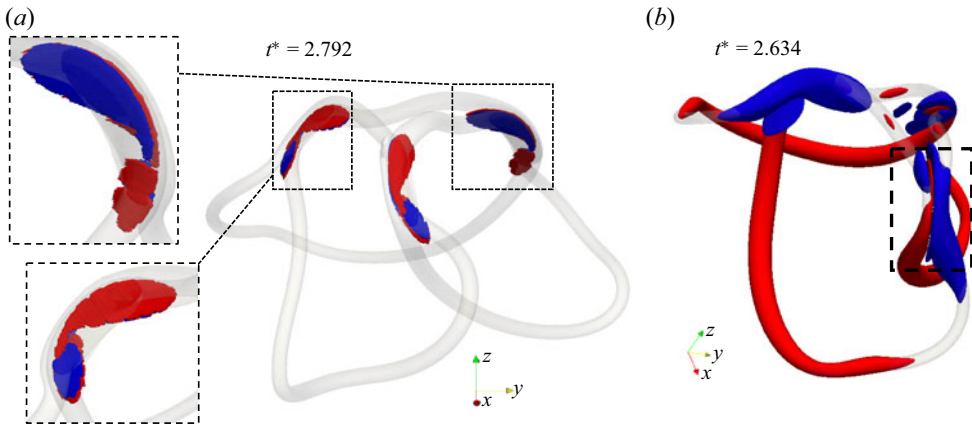 (a)
t* = 2.792
z
y
x
(b)
t* = 2.634
z
y
x